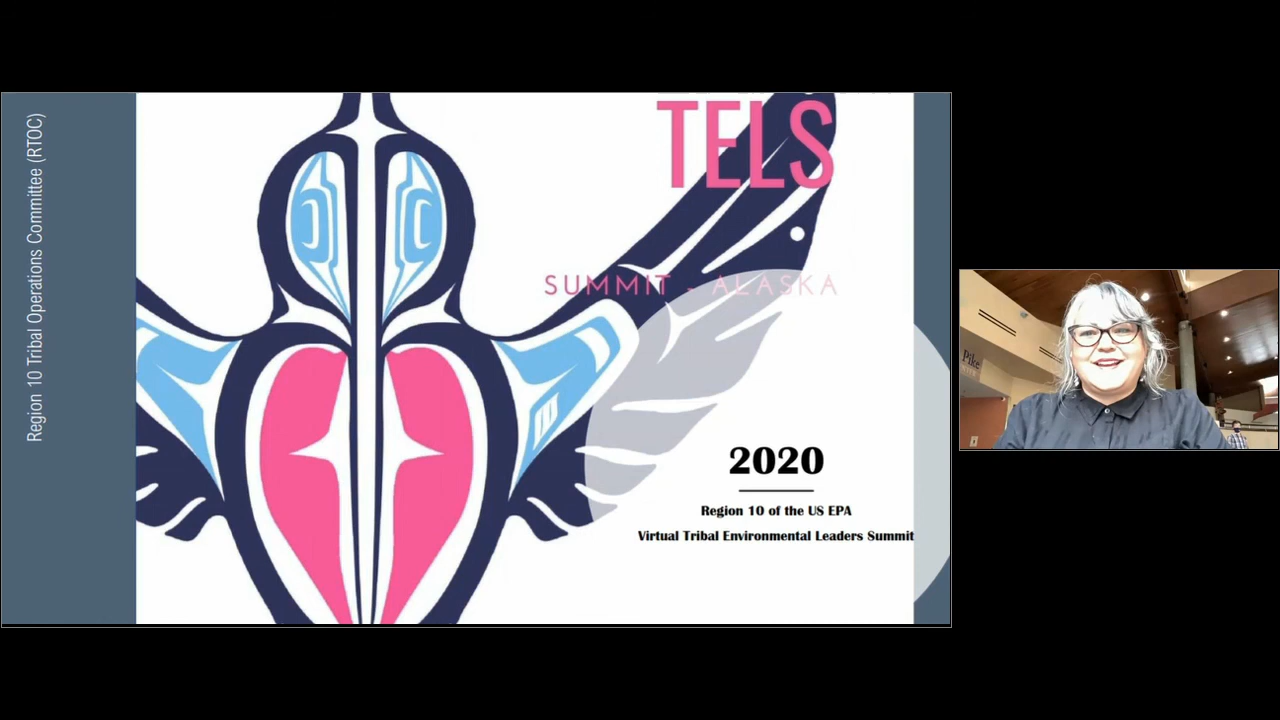 Region 10 Tribal Operations Committee (RTOC)
TELS
SUMMIT - ALASKA
2020
Region 10 of the US EPA
Virtual Tribal Environmental Leaders Summit
Pike